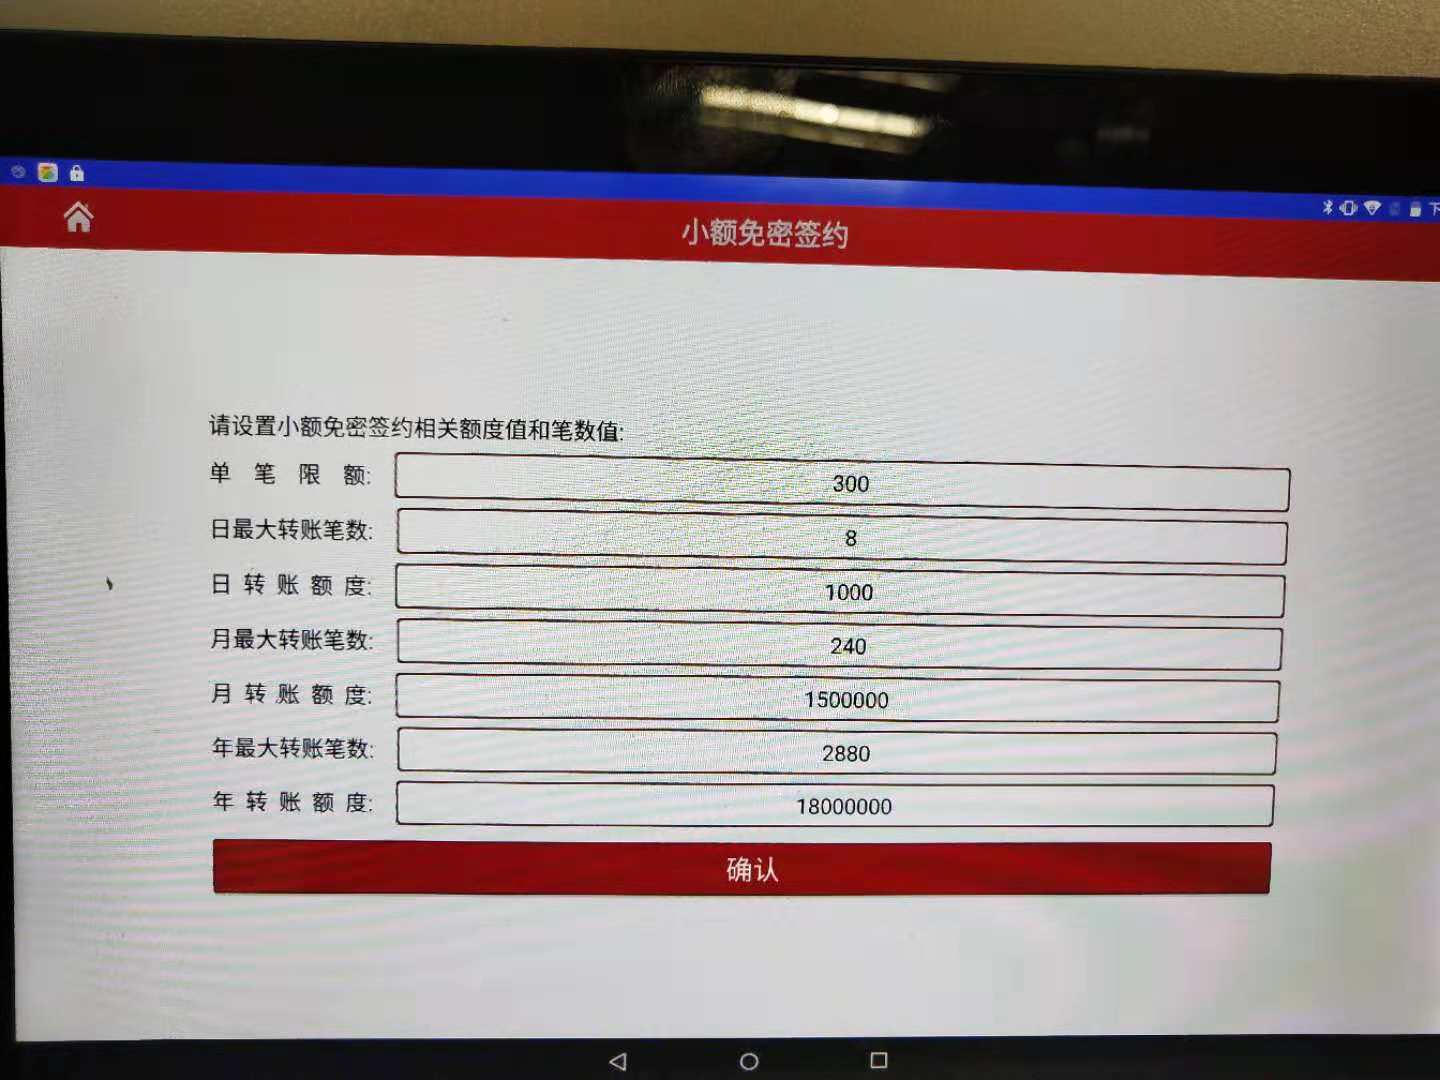 小额免密签约
请设置小额免密签约相关额度值和笔数值:
单笔限额: 300
日最大转账笔数: 8
日转账额度: 1000
月最大转账笔数: 240
月转账额度: 1500000
年最大转账笔数: 2880
年转账额度: 18000000
确认